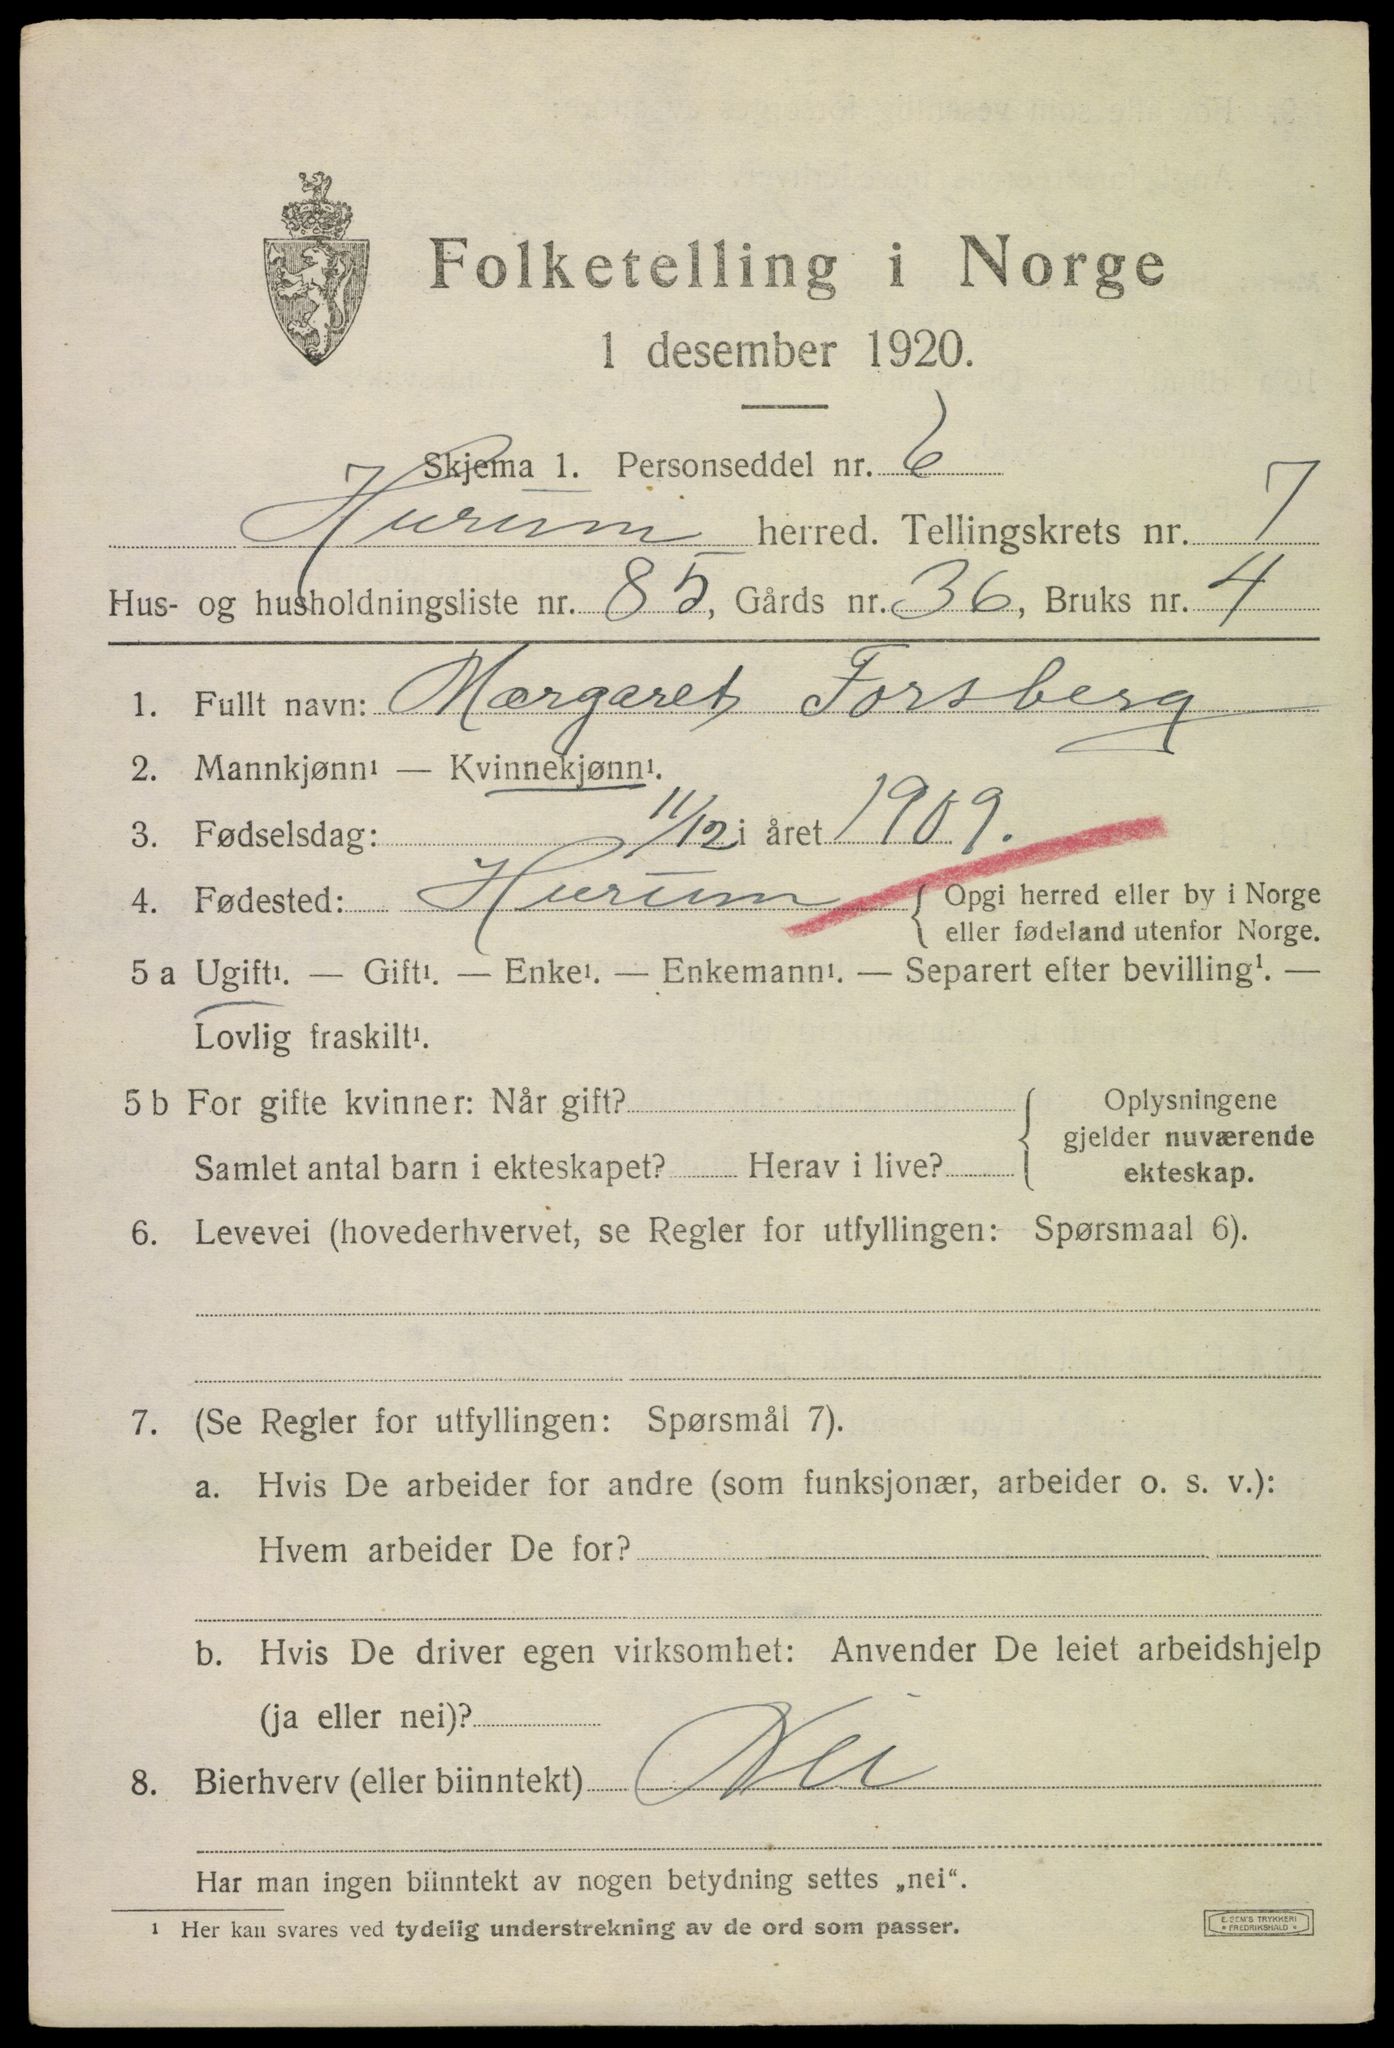 Folketelling i Norge
1 desember 1920.
Skjema 1. Personseddel nr. 6
Hurum herred. Tellingskrets nr. 7
Hus- og husholdningsliste nr. 85, Gårds nr. 36, Bruks nr. 4
1. Fullt navn: Margaret Forsberg
2. Mannkjønn¹ — Kvinnekjønn¹.
3. Fødselsdag: 11/12 i året 1909.
4. Fødested: Hurum { Opgi herred eller by i Norge
eller fødeland utenfor Norge.
5 a Ugift¹. — Gift¹. — Enke¹. — Enkemann¹. — Separert efter bevilling¹. —
Lovlig fraskilt¹.
5 b For gifte kvinner: Når gift?
Samlet antal barn i ekteskapet? Herav i live?
Oplysningene
gjelder nuværende
ekteskap.
6. Levevei (hovederhvervet, se Regler for utfyllingen: Spørsmaal 6).
7. (Se Regler for utfyllingen: Spørsmål 7).
a. Hvis De arbeider for andre (som funksjonær, arbeider o. s. v.):
Hvem arbeider De for?
b. Hvis De driver egen virksomhet: Anvender De leiet arbeidshjelp
(ja eller nei)?
8. Bierhverv (eller biinntekt) Nei
Har man ingen biinntekt av nogen betydning settes „nei“.
¹ Her kan svares ved tydelig understrekning av de ord som passer.
E. SEM'S TRYKKERI
* FREDRIKSHALD *